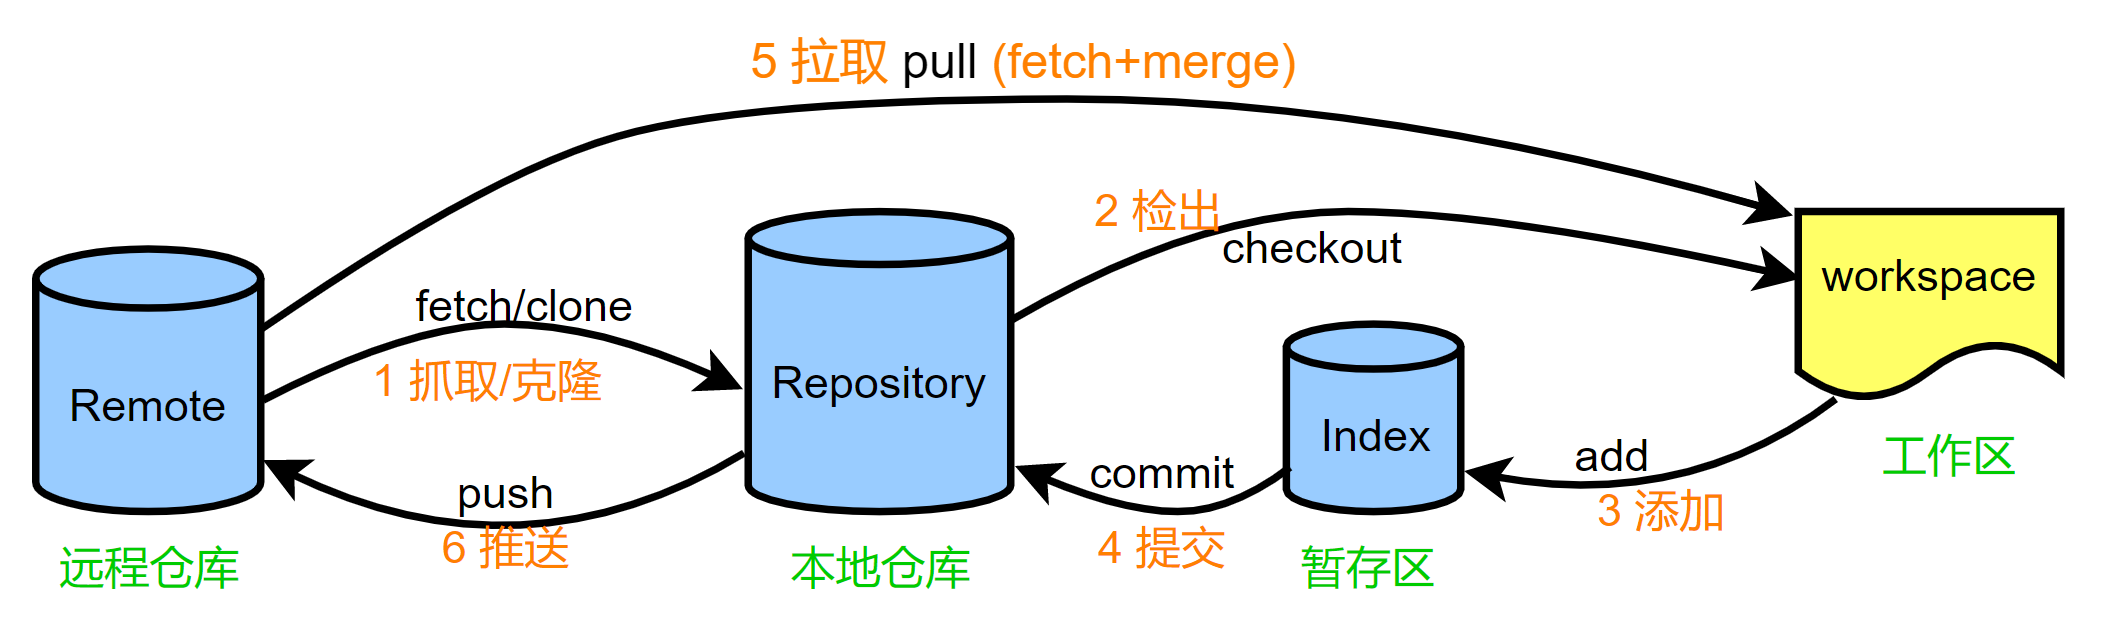 5 拉取 pull (fetch+merge)
2 检出
checkout
workspace
fetch/clone
1 抓取/克隆
Remote
Repository
Index
工作区
add
3 添加
commit
4 提交
push
6 推送
远程仓库
本地仓库
暂存区